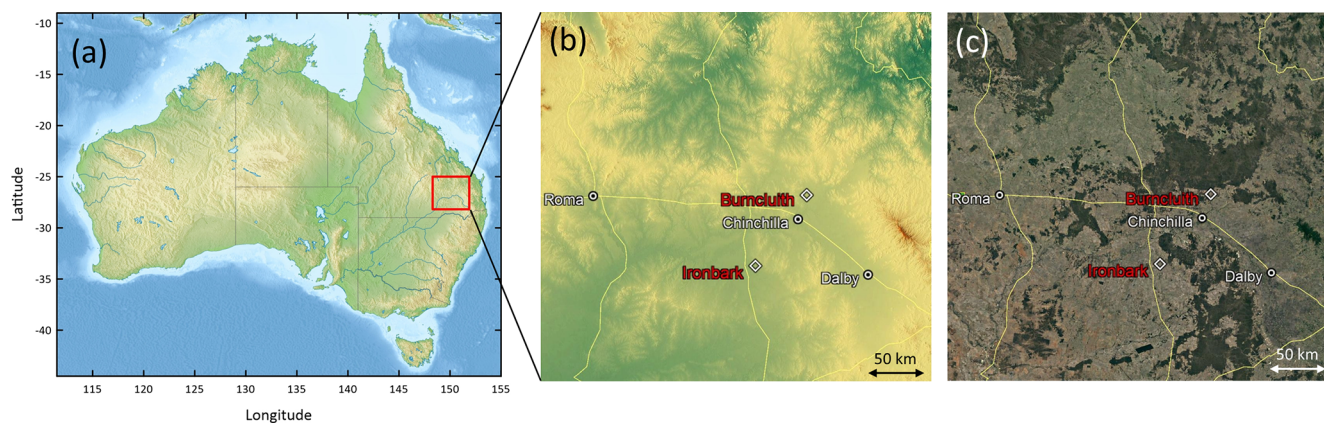 (a)
-10
-15
-20
-25
-30
-35
-40
Latitude
115
120
125
130
135
140
145
150
155
Longitude
(b)
Roma
Burncluith
Chinchilla
Ironbark
Dalby
50 km
(c)
Roma
Burncluith
Chinchilla
Ironbark
Dalby
50 km